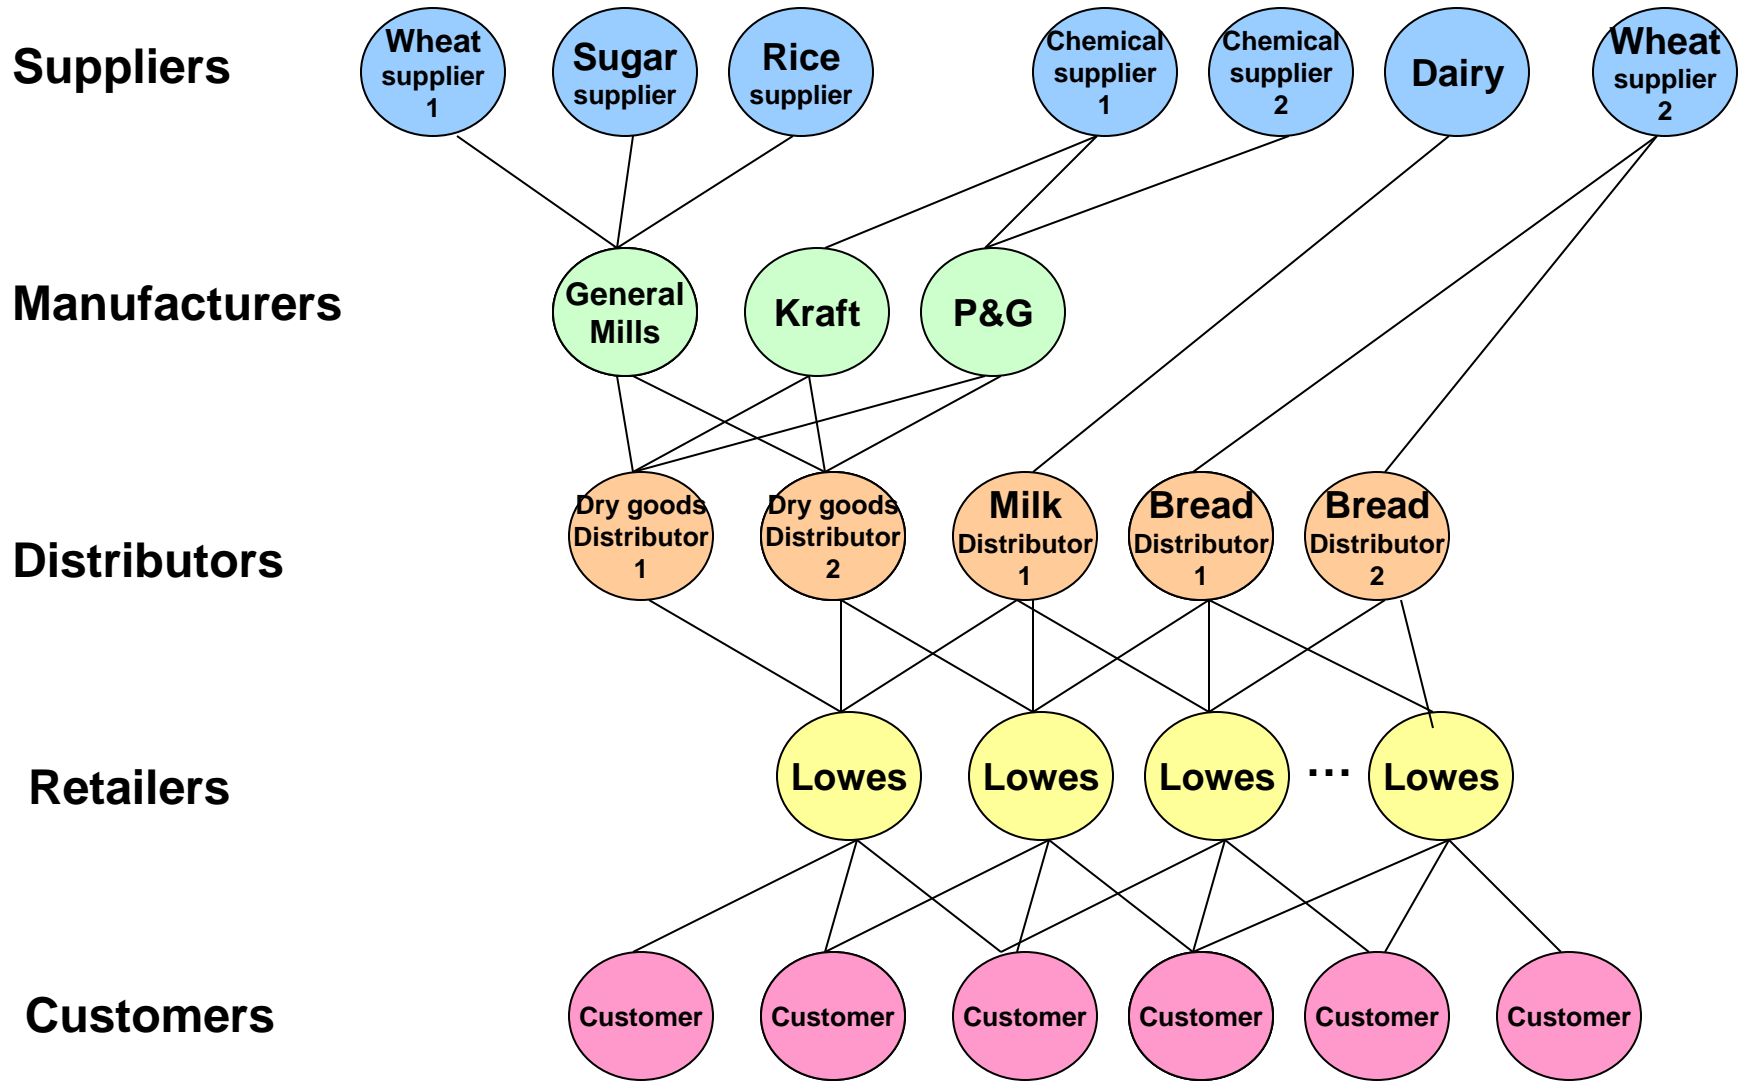 Suppliers
Wheat
supplier
1
Sugar
supplier
Rice
supplier
Chemical
supplier
1
Chemical
supplier
2
Dairy
Wheat
supplier
2
Manufacturers
General
Mills
Kraft
P&G
Distributors
Dry goods
Distributor
1
Dry goods
Distributor
2
Milk
Distributor
1
Bread
Distributor
1
Bread
Distributor
2
Retailers
Lowes
Lowes
Lowes
...
Lowes
Customers
Customer
Customer
Customer
Customer
Customer
Customer